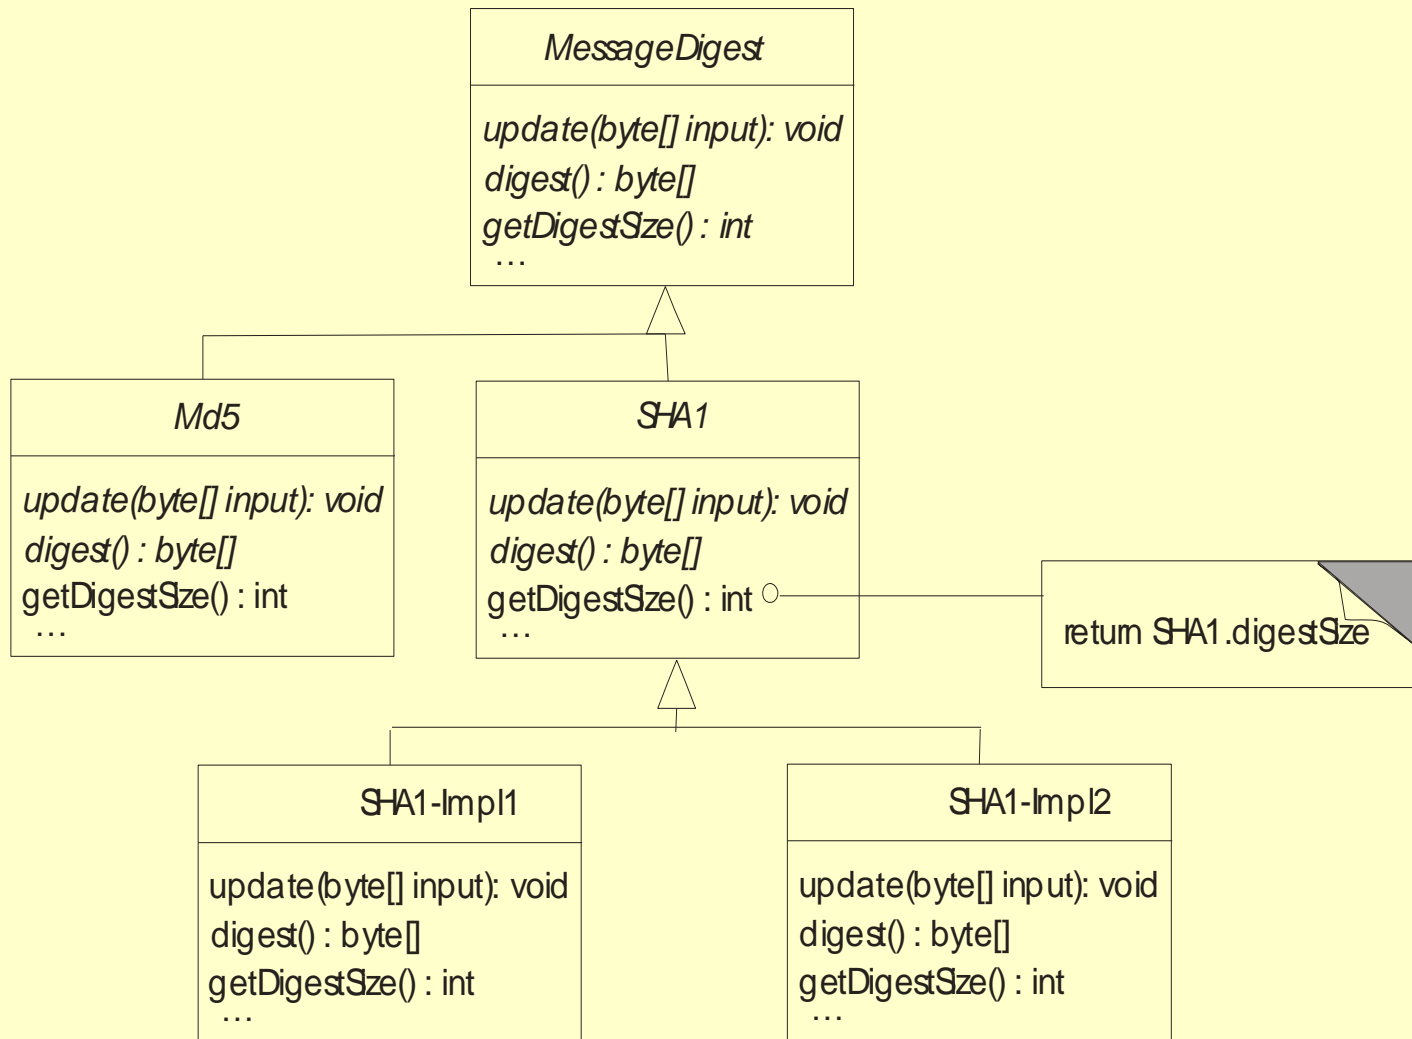 MessageDigest
update(byte[] input): void
digest() : byte[]
getDigestSize() : int
...
Md5
update(byte[] input): void
digest() : byte[]
getDigestSize() : int
...
SHA1
update(byte[] input): void
digest() : byte[]
getDigestSize() : int
...
return SHA1.digestSize
SHA1-Impl1
update(byte[] input): void
digest() : byte[]
getDigestSize() : int
...
SHA1-Impl2
update(byte[] input): void
digest() : byte[]
getDigestSize() : int
...